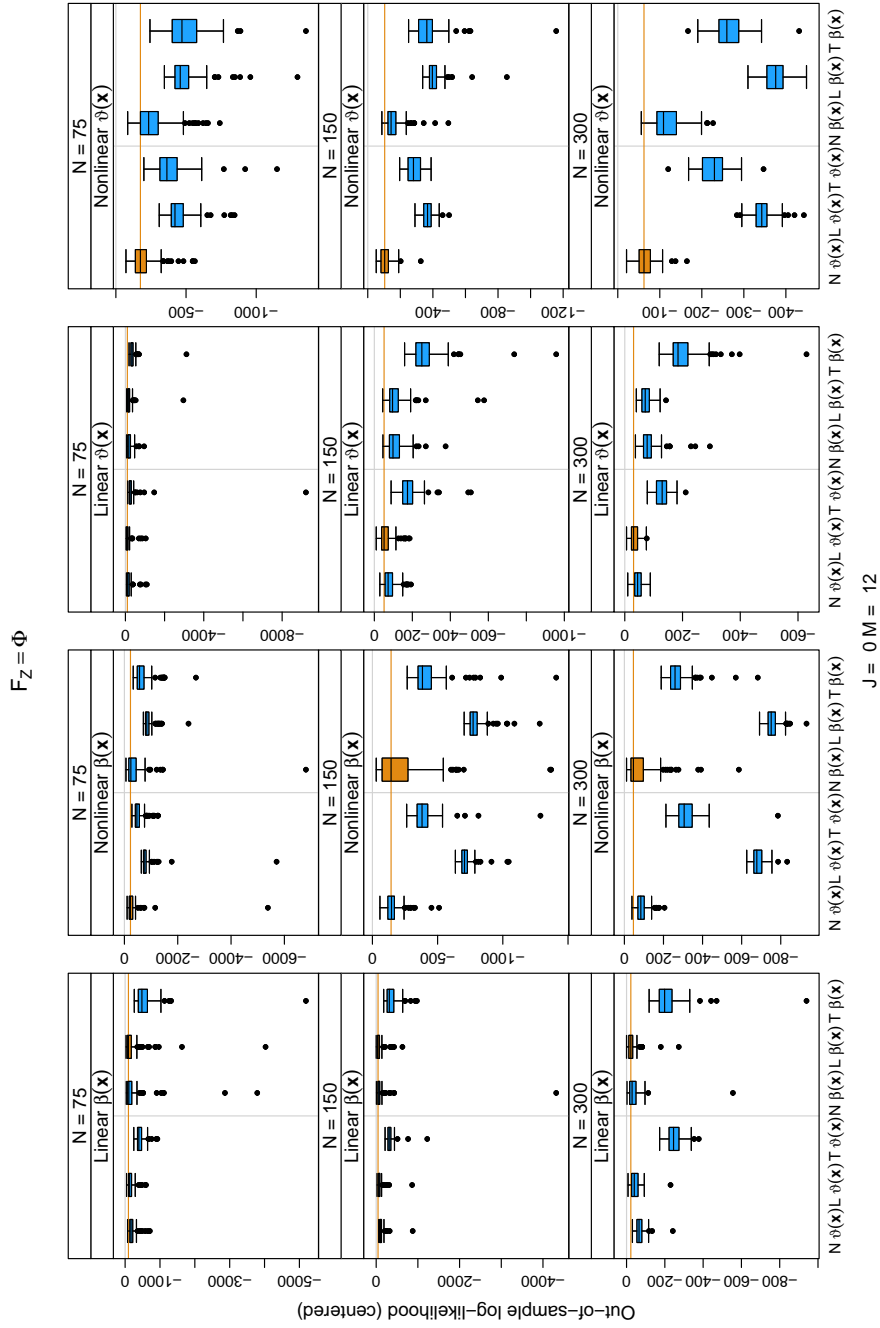 F_Z = Φ
N = 75
Linear β(x)
0
−1000
−3000
−5000
N = 75
Nonlinear β(x)
0
−2000
−4000
−6000
N = 75
Linear ϑ(x)
0
−4000
−8000
N = 75
Nonlinear ϑ(x)
−500
−1000
N = 150
Linear β(x)
0
−2000
−4000
N = 150
Nonlinear β(x)
0
−500
−1000
N = 150
Linear ϑ(x)
0
−200
−400
−600
−1000
N = 150
Nonlinear ϑ(x)
−400
−800
−1200
N = 300
Linear β(x)
0
−200
−400
−600
−800
N = 300
Nonlinear β(x)
0
−200
−400
−600
−800
N = 300
Linear ϑ(x)
0
−200
−400
−600
N = 300
Nonlinear ϑ(x)
−100
−200
−300
−400
Out−of−sample log−likelihood (centered)
N ϑ(x) L ϑ(x) T ϑ(x) N β(x) L β(x) T β(x)
N ϑ(x) L ϑ(x) T ϑ(x) N β(x) L β(x) T β(x)
N ϑ(x) L ϑ(x) T ϑ(x) N β(x) L β(x) T β(x)
N ϑ(x) L ϑ(x) T ϑ(x) N β(x) L β(x) T β(x)
J = 0 M = 12